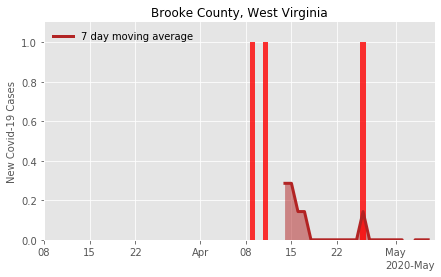 Brooke County, West Virginia
7 day moving average
New Covid-19 Cases
1.0
0.8
0.6
0.4
0.2
0.0
08 15 22 Apr 08 15 22 May
2020-May